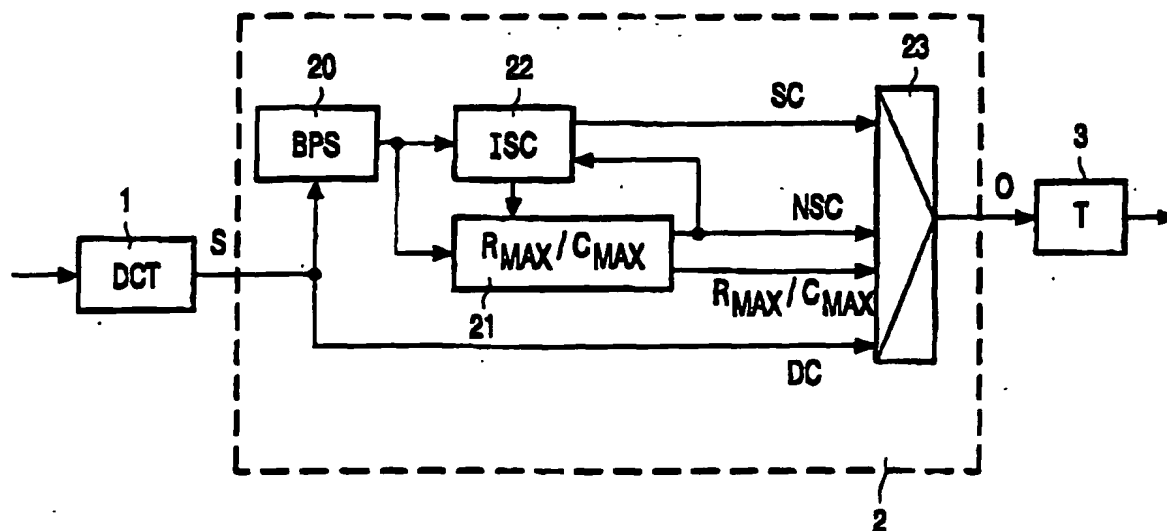 20
22
23
SC
BPS
ISC
3
O
1
S
NSC
T
DCT
RMAX/CMAX
RMAX/CMAX
21
DC
2